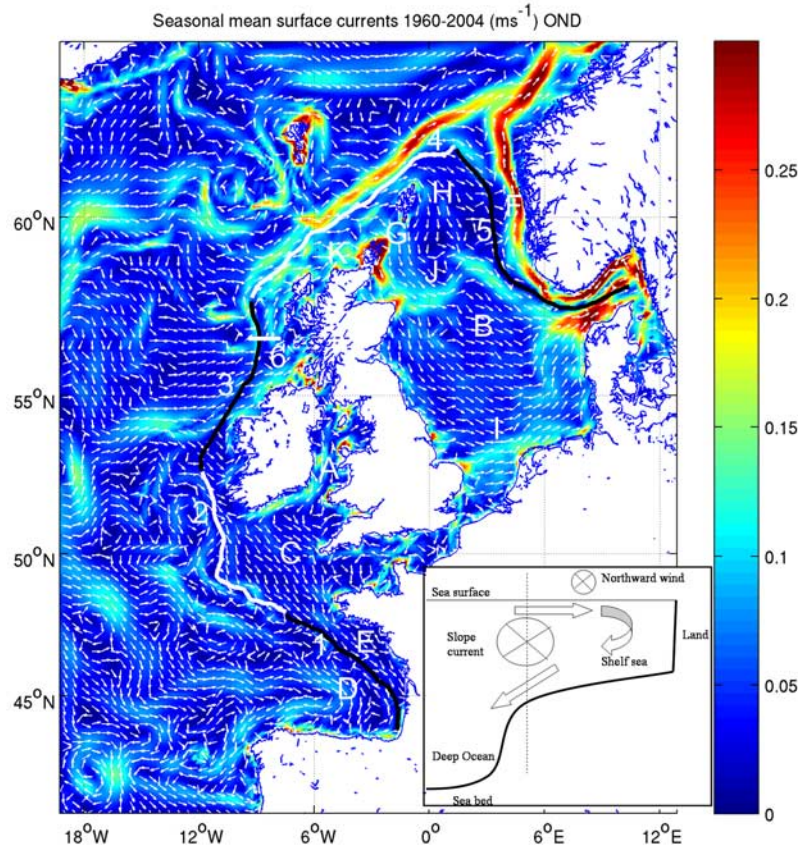 Seasonal mean surface currents 1960-2004 (ms⁻¹) OND
60°N
55°N
50°N
45°N
18°W
12°W
6°W
0°E
6°E
12°E
0.25
0.2
0.15
0.1
0.05
0
4
H
F
5
G
K
J
B
6
3
I
A
2
C
1
E
D
Northward wind
Sea surface
Slope
current
Land
Shelf sea
Deep Ocean
Sea bed